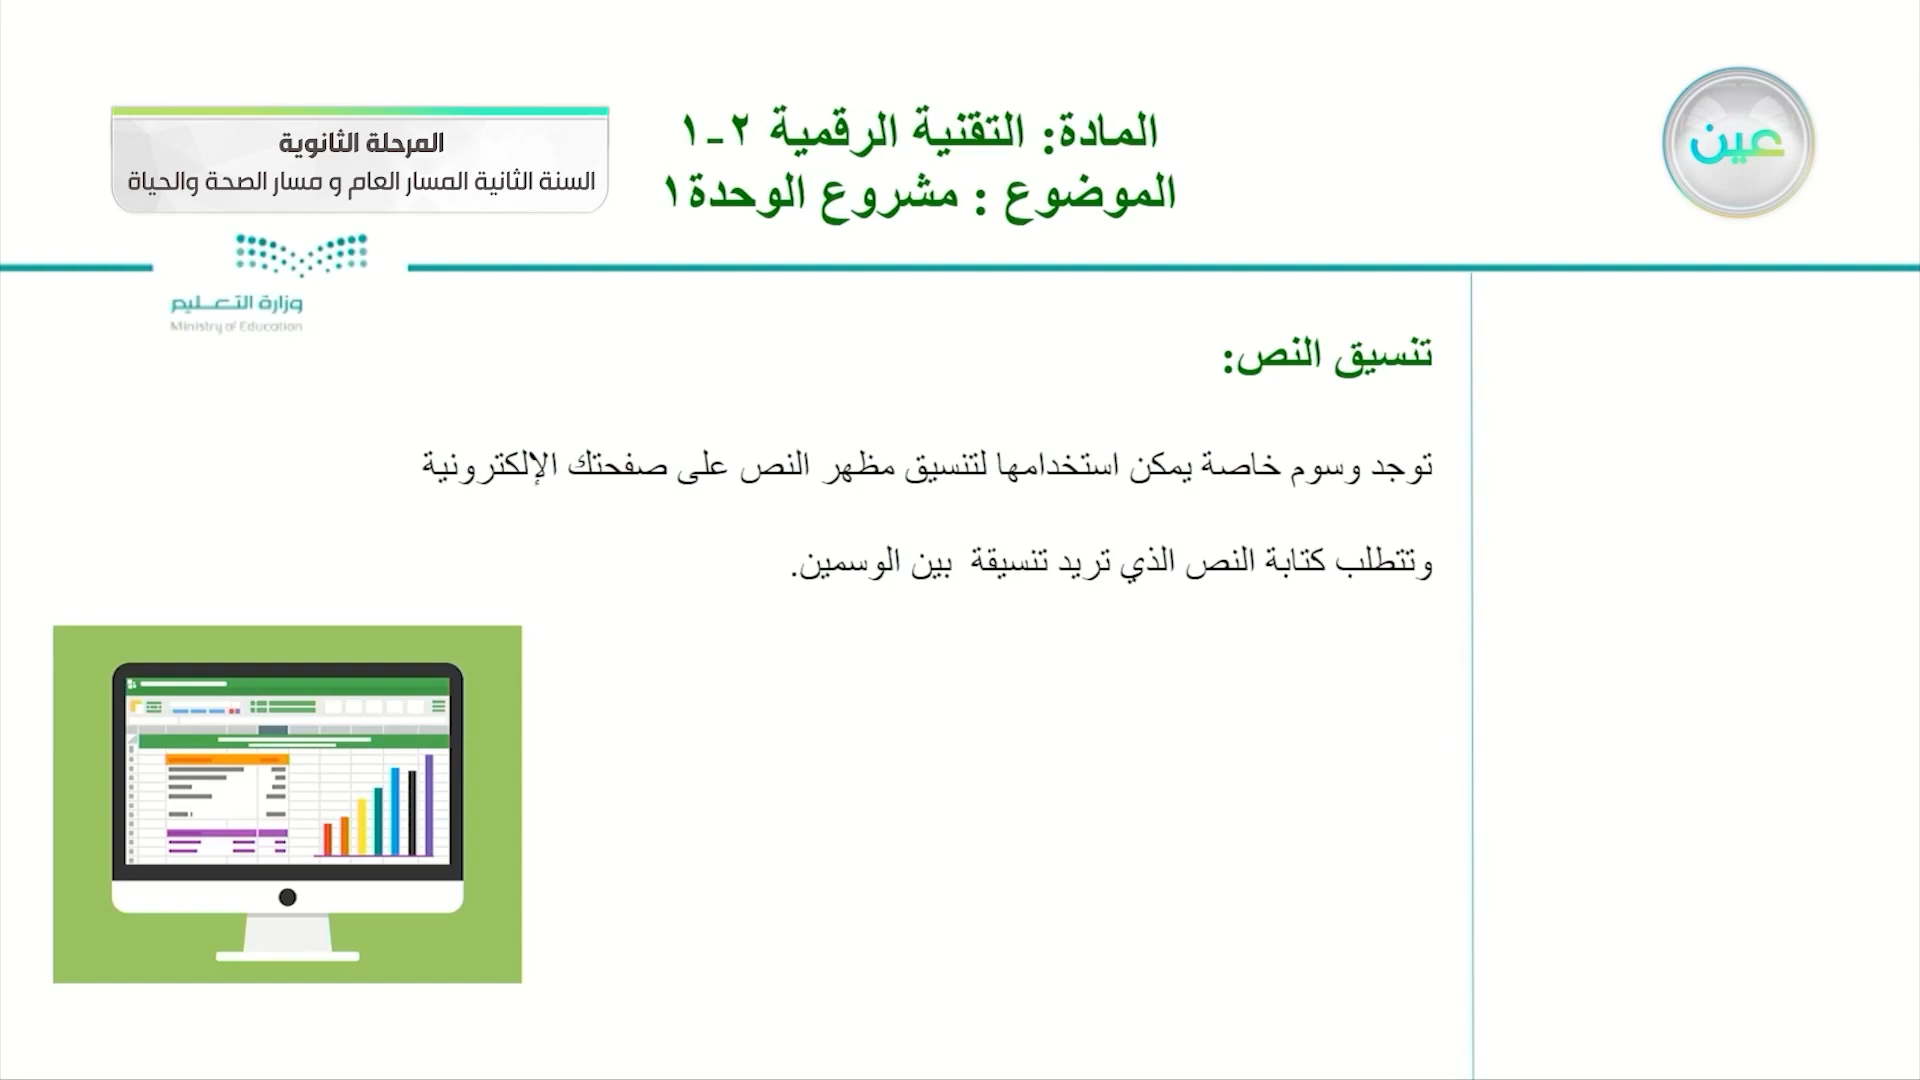 عين
المادة: التقنية الرقمية ٢-١
الموضوع : مشروع الوحدة١
المرحلة الثانوية
السنة الثانية المسار العام و مسار الصحة والحياة
وزارة التعـلـيم
Ministry of Education
تنسيق النص:
توجد وسوم خاصة يمكن استخدامها لتنسيق مظهر النص على صفحتك الإلكترونية
وتتطلب كتابة النص الذي تريد تنسيقة بين الوسمين.